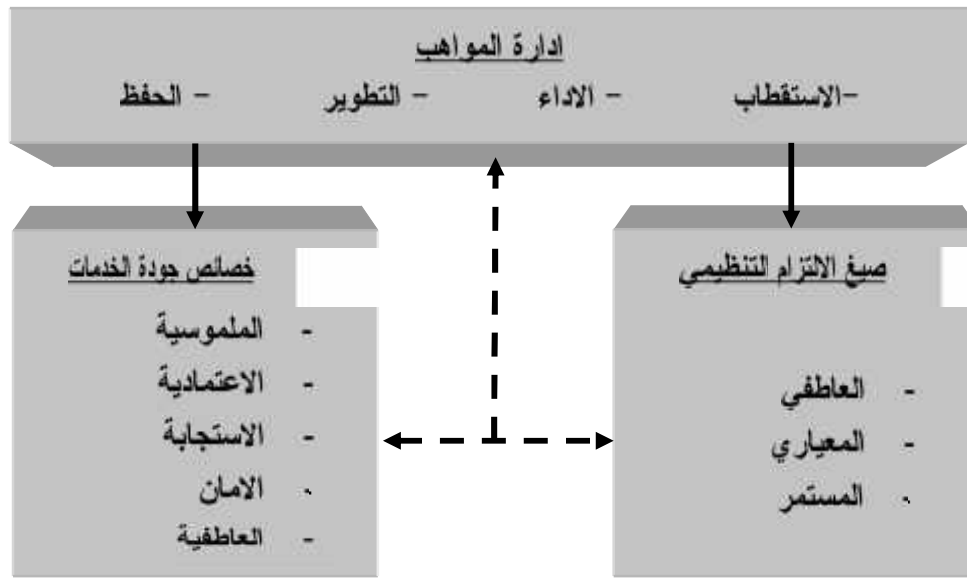 ادارة المواهب
-الاستقطاب - الاداء - التطوير - الحفظ
صيغ الالتزام التنظيمي
- العاطفي
- المعياري
- المستمر
خصائص جودة الخدمات
- الملموسية
- الاعتمادية
- الاستجابة
- الامان
- العاطفية